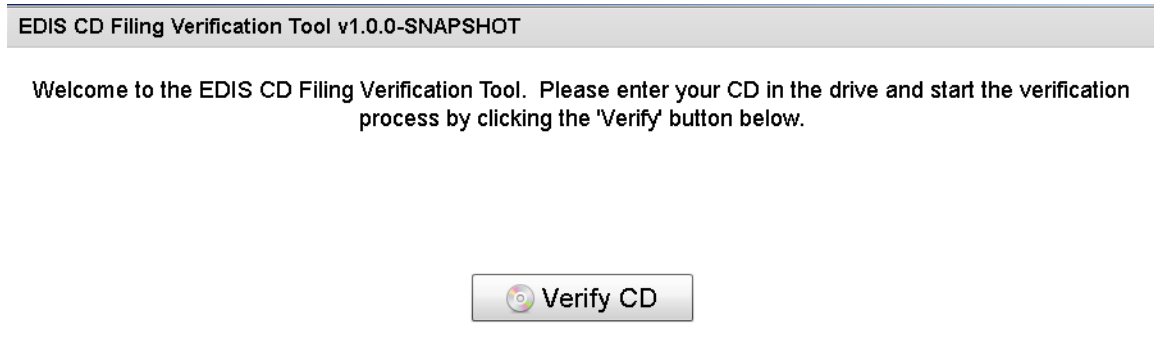 EDIS CD Filing Verification Tool v1.0.0-SNAPSHOT
Welcome to the EDIS CD Filing Verification Tool.  Please enter your CD in the drive and start the verification
process by clicking the 'Verify' button below.
Verify CD